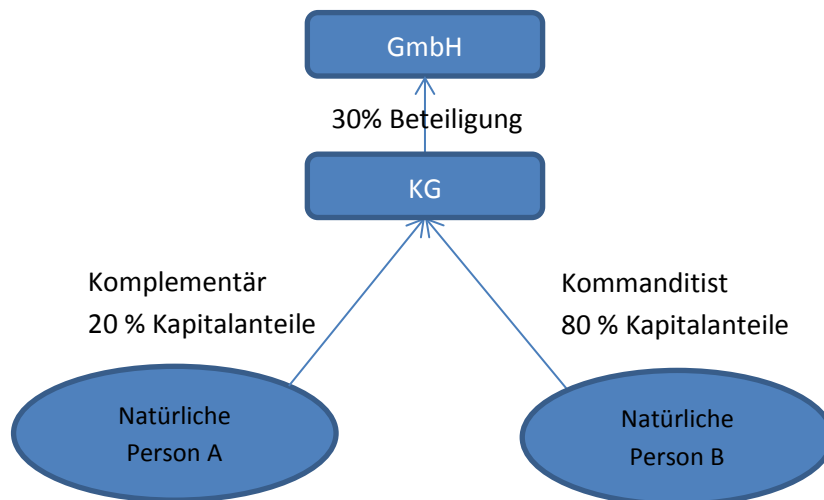 GmbH
30% Beteiligung
KG
Komplementär
20 % Kapitalanteile
Kommanditist
80 % Kapitalanteile
Natürliche
Person A
Natürliche
Person B